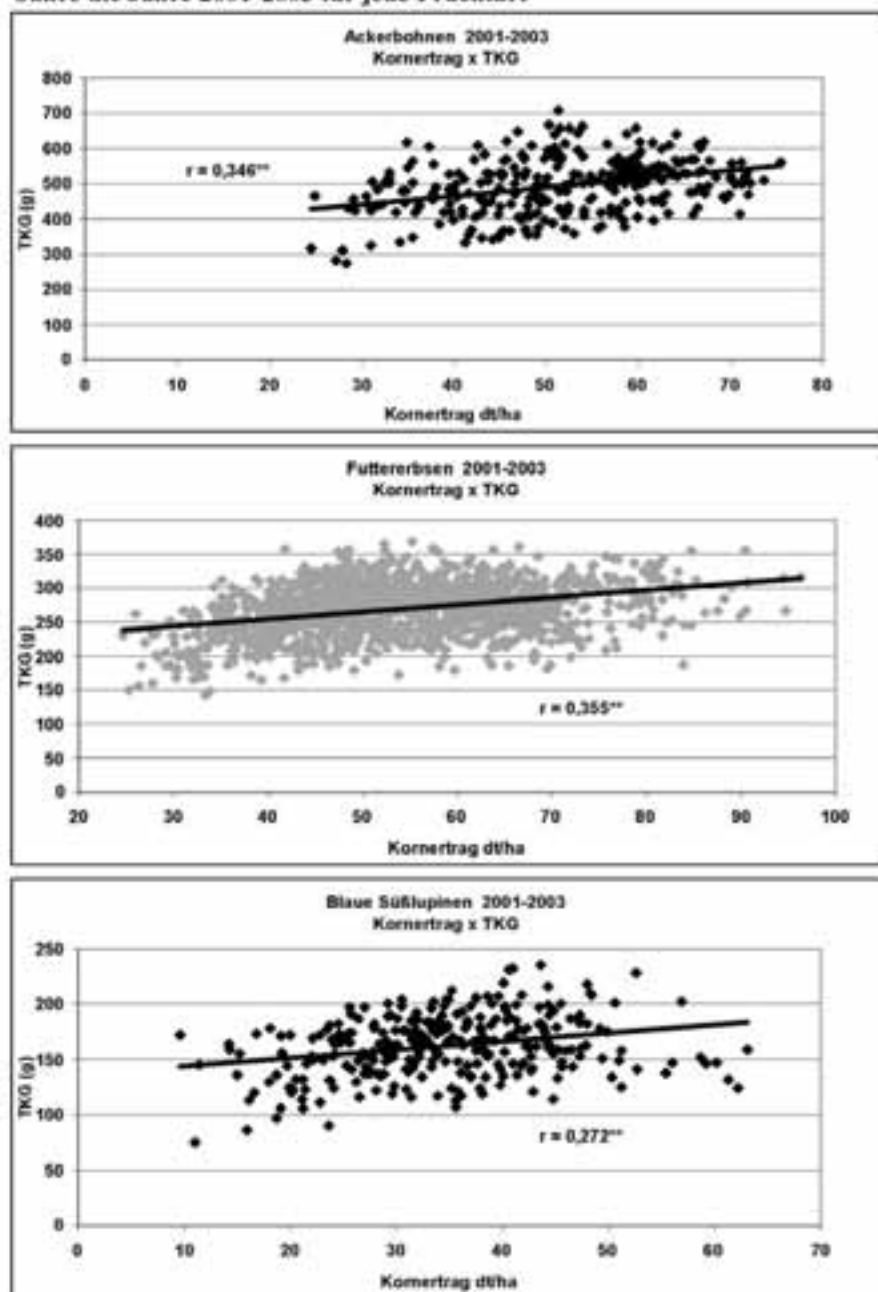 Ackerbohnen 2001-2003
Kornertrag x TKG
800
700
600
500
400
300
200
100
0
TKG (g)
r = 0,346**
0 10 20 30 40 50 60 70 80
Kornertrag dt/ha
Futtererbsen 2001-2003
Kornertrag x TKG
400
350
300
250
200
150
100
50
0
TKG (g)
r = 0,355**
20 30 40 50 60 70 80 90 100
Kornertrag dt/ha
Blaue Süßlupinen 2001-2003
Kornertrag x TKG
250
200
150
100
50
0
TKG (g)
r = 0,272**
0 10 20 30 40 50 60 70
Kornertrag dt/ha